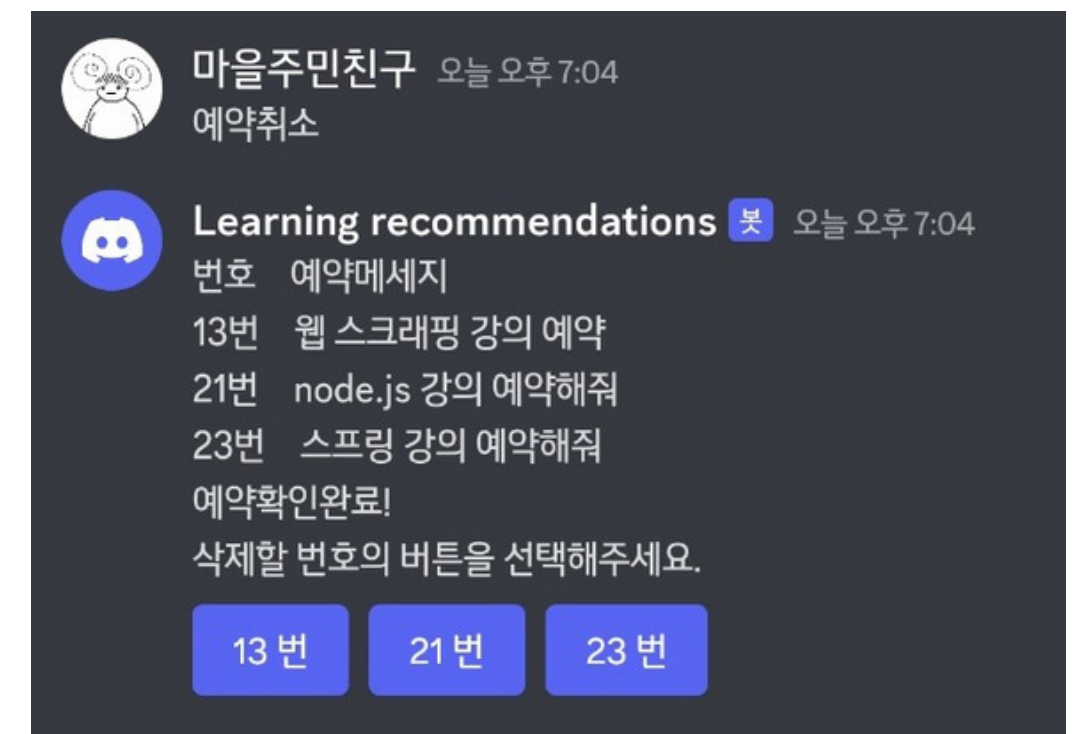 마을주민친구 오늘 오후 7:04
예약취소
Learning recommendations 봇 오늘 오후 7:04
번호 예약메세지
13번 웹 스크래핑 강의 예약
21번 node.js 강의 예약해줘
23번 스프링 강의 예약해줘
예약확인완료!
삭제할 번호의 버튼을 선택해주세요.
13 번 21 번 23 번